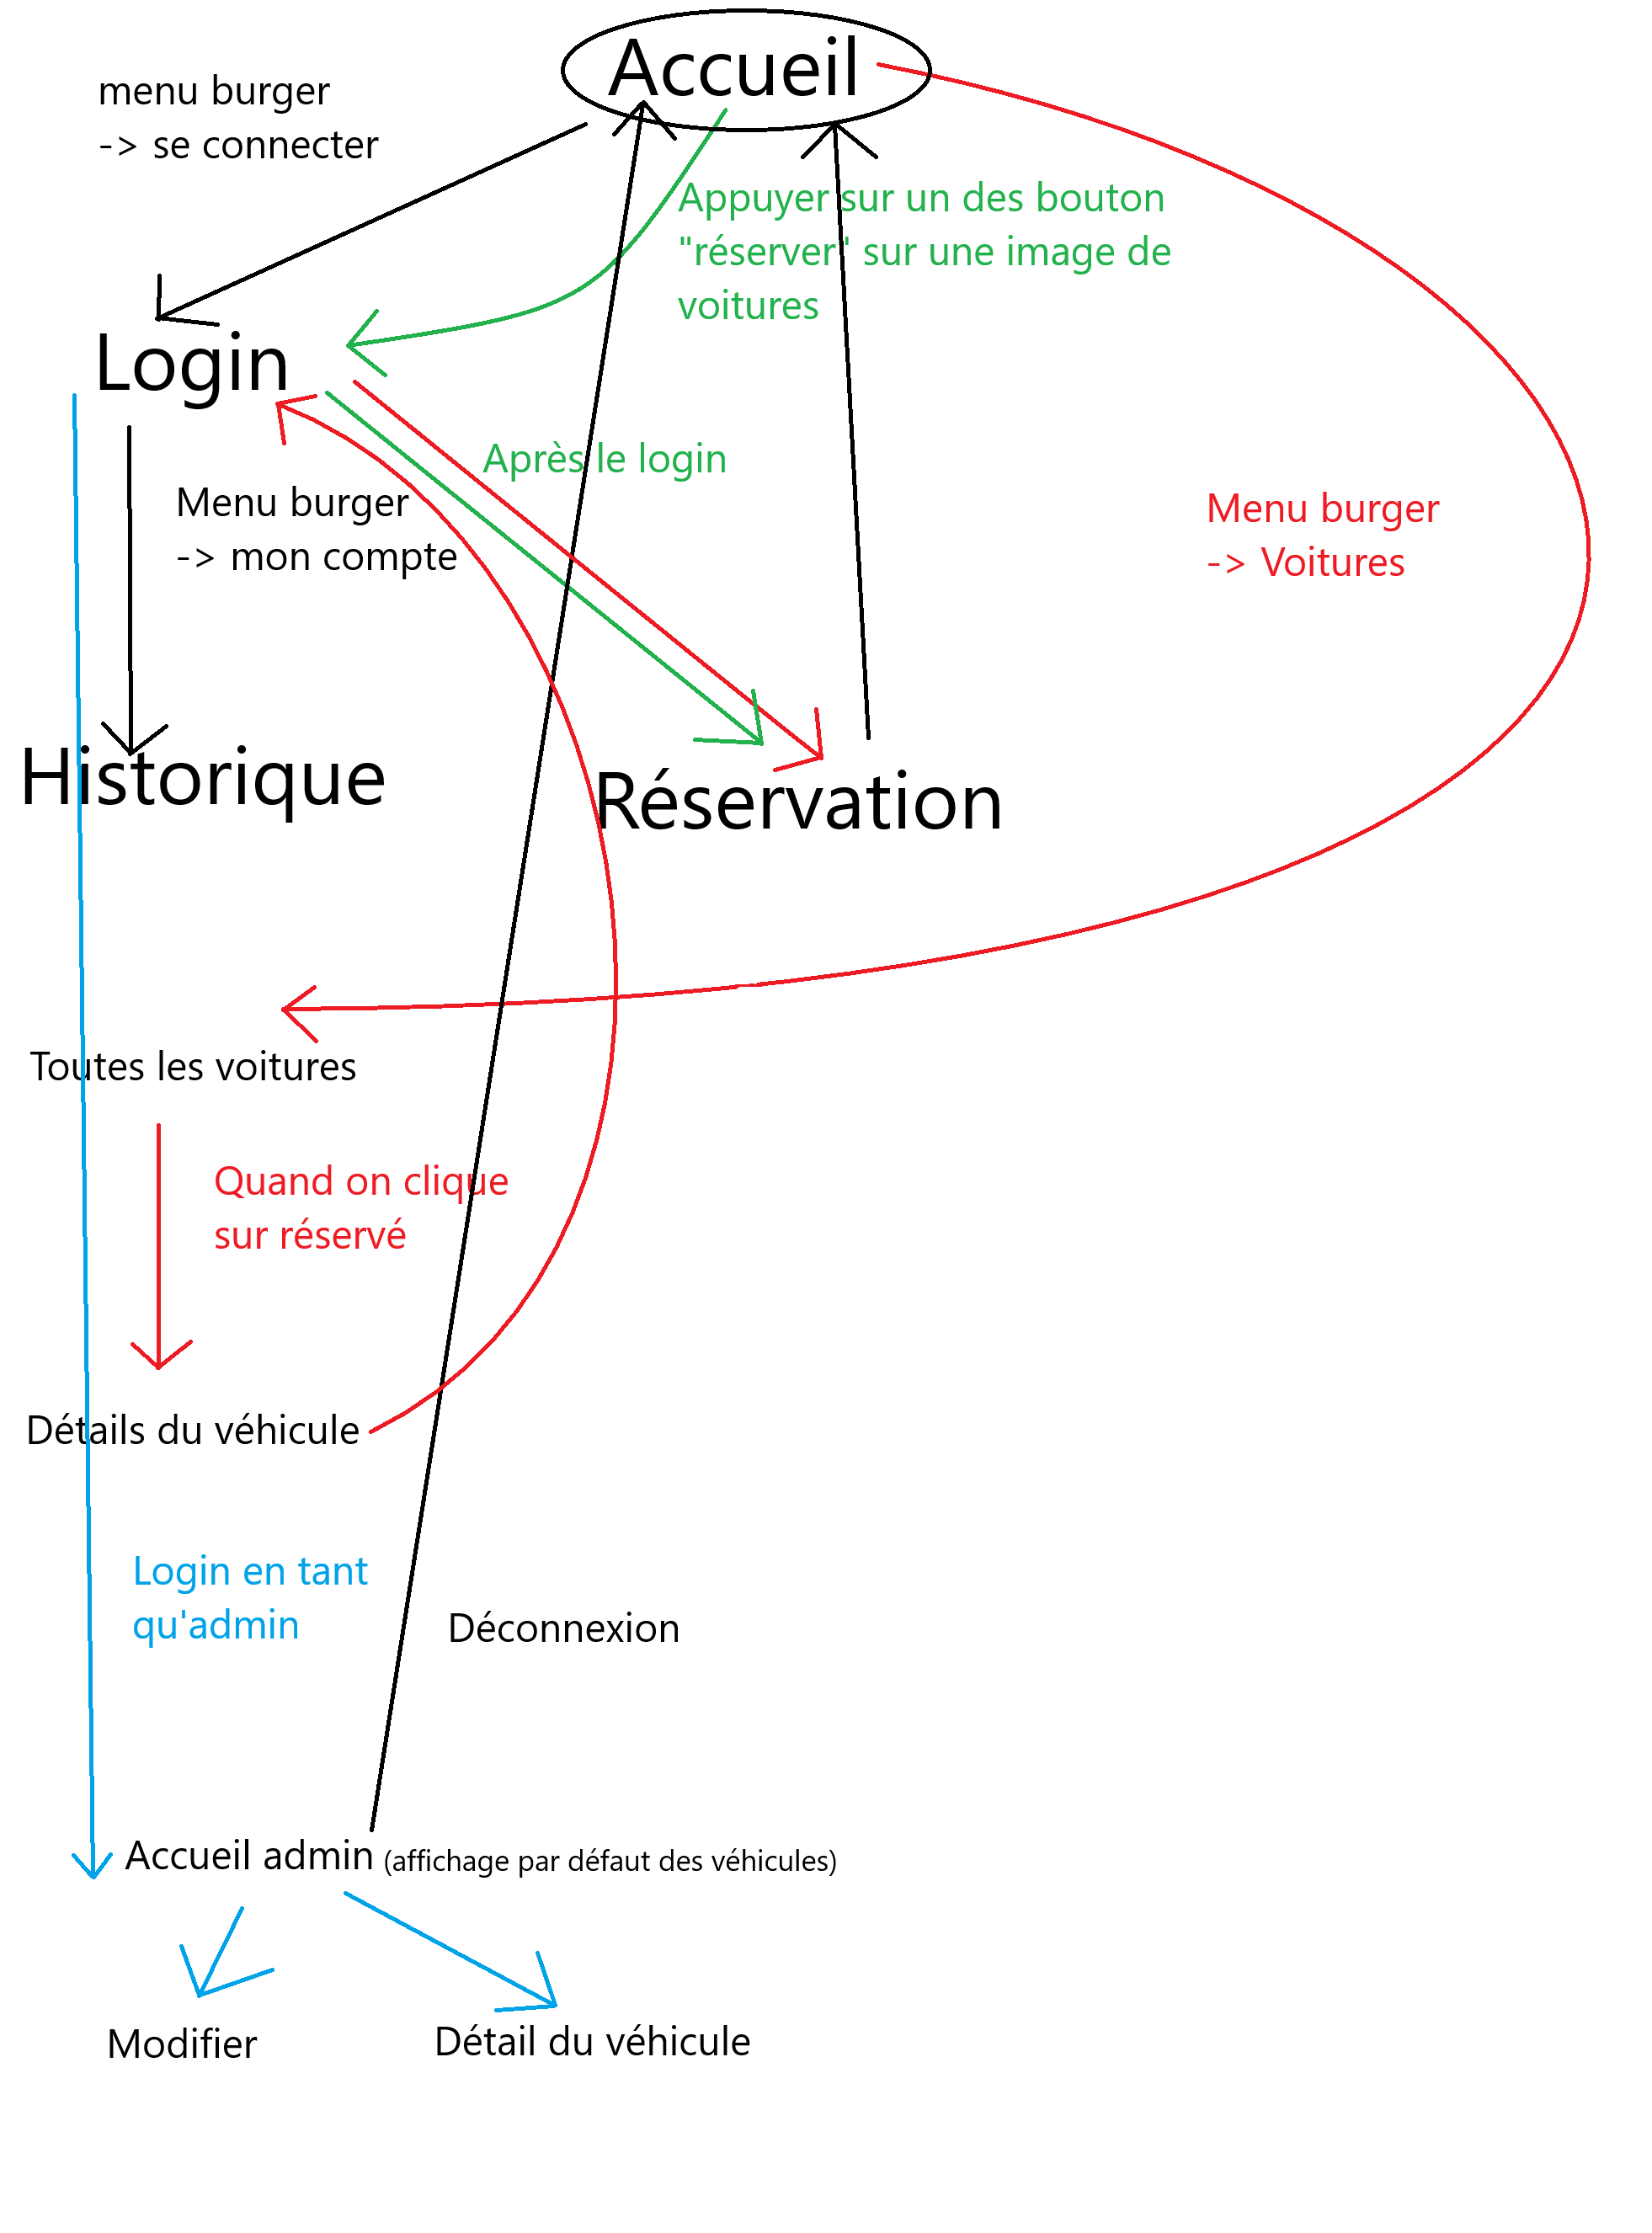 Accueil
menu burger
-> se connecter
Appuyer sur un des bouton
"réserver" sur une image de
voitures
Login
Après le login
Menu burger
-> mon compte
Menu burger
-> Voitures
Historique
Réservation
Toutes les voitures
Quand on clique
sur réservé
Détails du véhicule
Login en tant
qu'admin
Déconnexion
Accueil admin (affichage par défaut des véhicules)
Modifier
Détail du véhicule